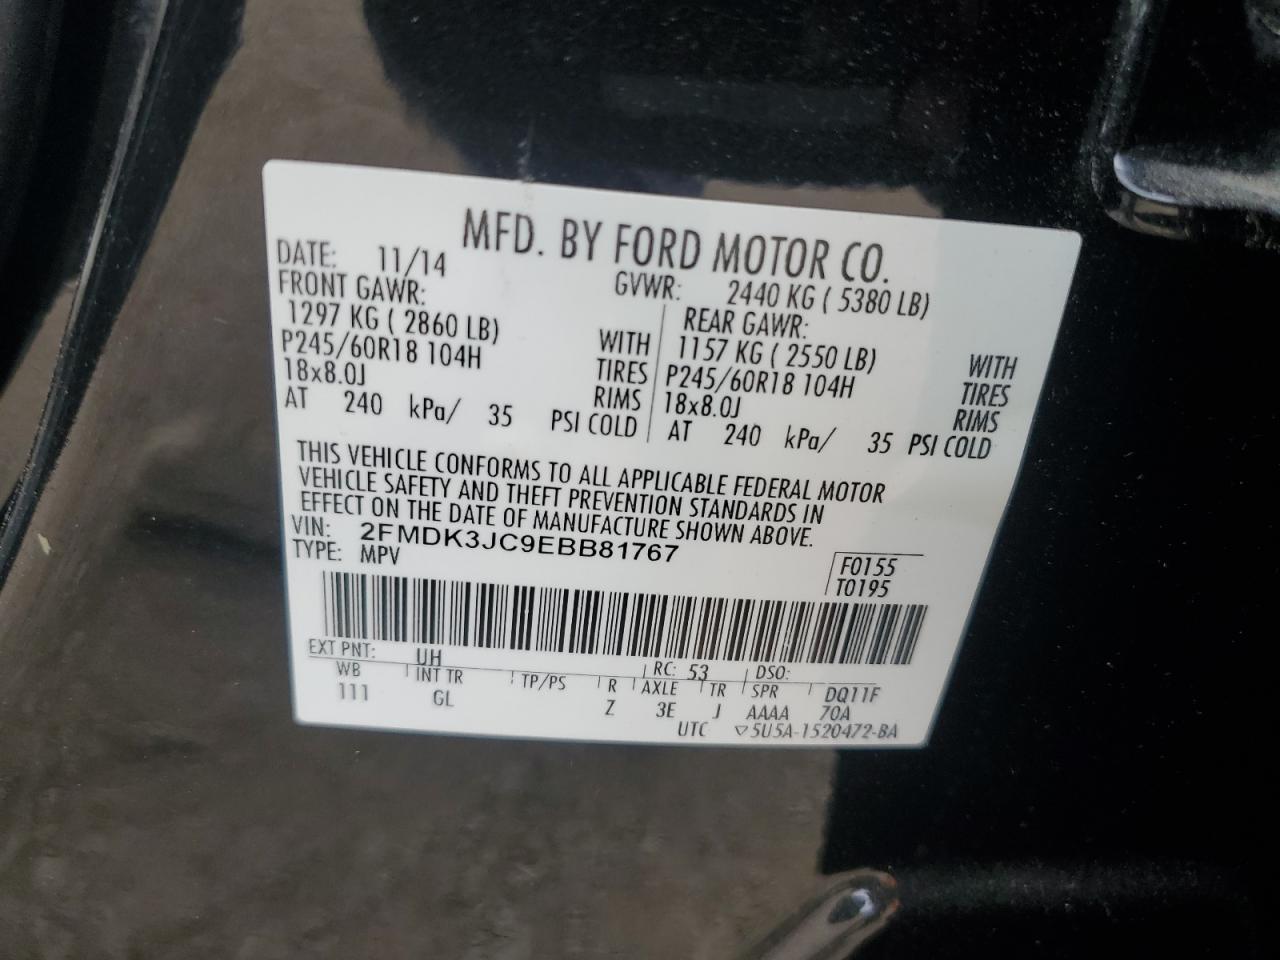 MFD. BY FORD MOTOR CO.
DATE: 11/14 GVWR: 2440 KG ( 5380 LB)
FRONT GAWR: REAR GAWR:
1297 KG ( 2860 LB) WITH 1157 KG ( 2550 LB) WITH
P245/60R18 104H TIRES P245/60R18 104H TIRES
18x8.0J RIMS 18x8.0J RIMS
AT 240 kPa/ 35 PSI COLD AT 240 kPa/ 35 PSI COLD
THIS VEHICLE CONFORMS TO ALL APPLICABLE FEDERAL MOTOR
VEHICLE SAFETY AND THEFT PREVENTION STANDARDS IN
EFFECT ON THE DATE OF MANUFACTURE SHOWN ABOVE.
VIN: 2FMDK3JC9EBB81767
TYPE: MPV
F0155
T0195
EXT PNT: UH RC: 53 DSO:
WB INT TR TP/PS R AXLE TR SPR DQ11F
111 GL Z 3E J AAAA 70A
UTC ▽5U5A-1520472-BA